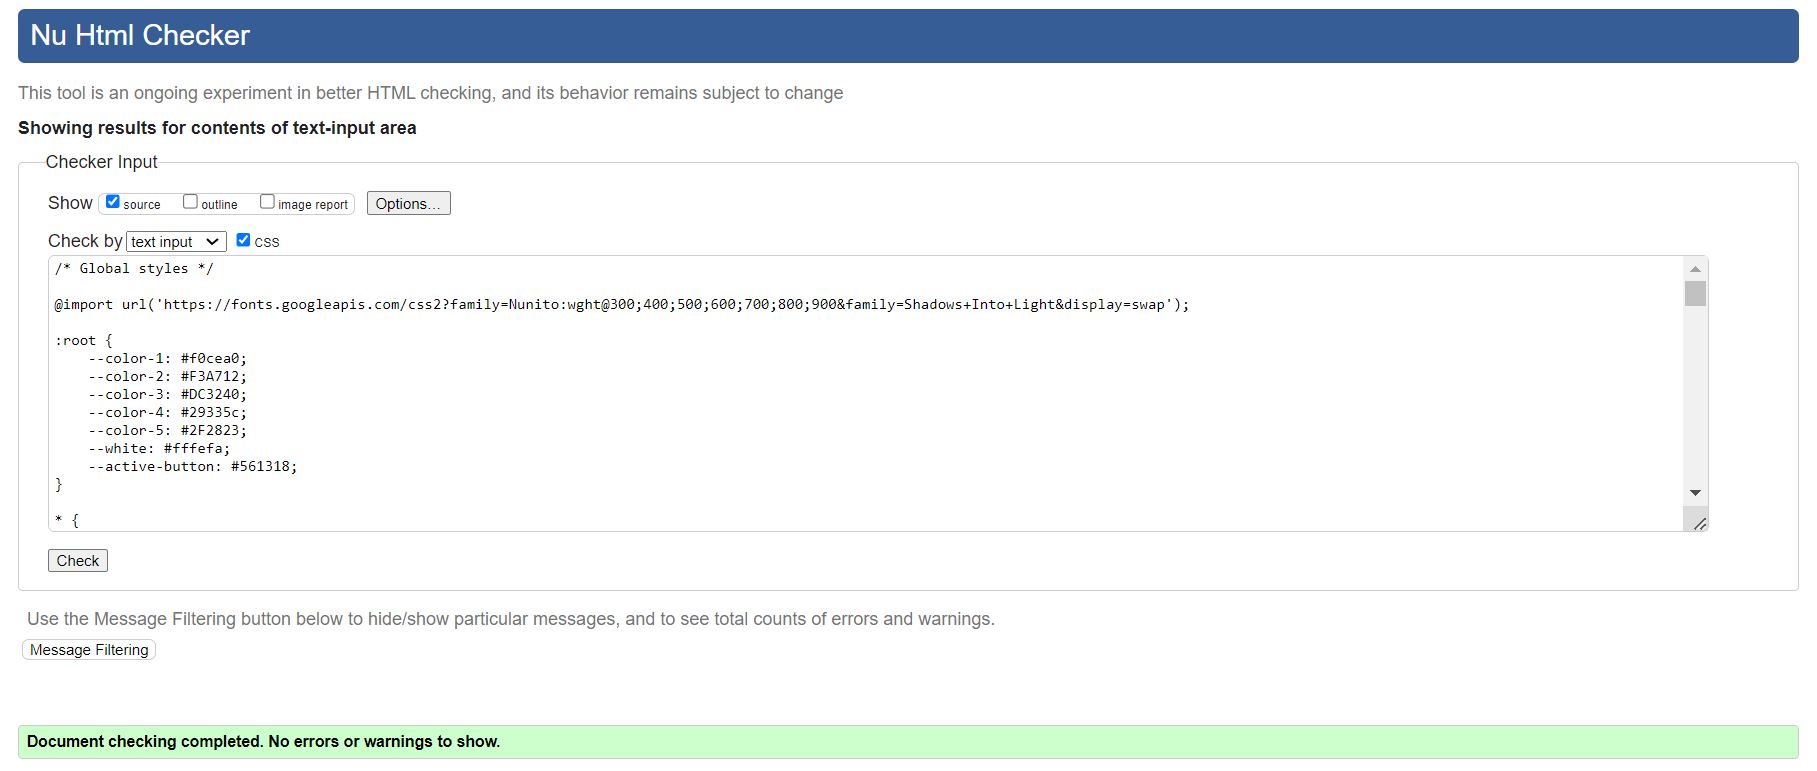 Nu Html Checker
This tool is an ongoing experiment in better HTML checking, and its behavior remains subject to change
Showing results for contents of text-input area
Checker Input
Show source outline image report Options...
Check by text input css
/* Global styles */
@import url('https://fonts.googleapis.com/css2?family=Nunito:wght@300;400;500;600;700;800;900&family=Shadows+Into+Light&display=swap');
:root {
    --color-1: #f0cea0;
    --color-2: #F3A712;
    --color-3: #DC3240;
    --color-4: #29335c;
    --color-5: #2F2823;
    --white: #fffefa;
    --active-button: #561318;
}
* {
Check
Use the Message Filtering button below to hide/show particular messages, and to see total counts of errors and warnings.
Message Filtering
Document checking completed. No errors or warnings to show.